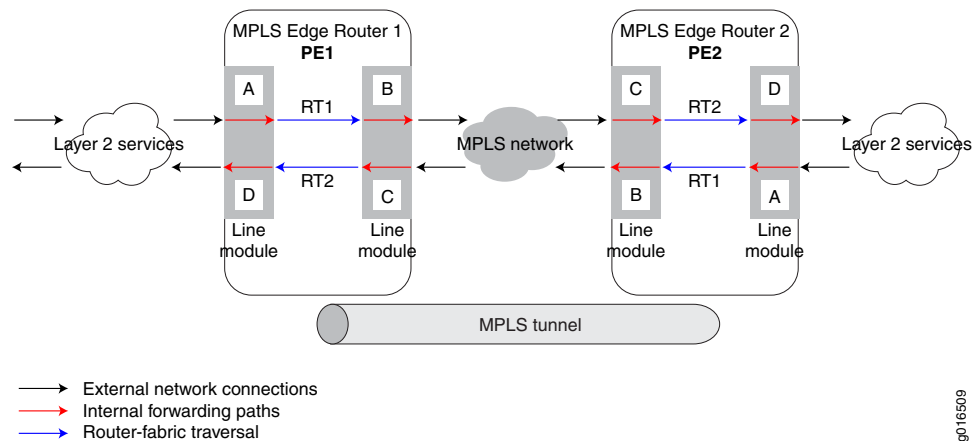 MPLS Edge Router 1
PE1
MPLS Edge Router 2
PE2
A
B
C
D
RT1
RT2
Layer 2 services
MPLS network
Layer 2 services
RT2
RT1
D
C
B
A
Line
module
Line
module
Line
module
Line
module
MPLS tunnel
External network connections
Internal forwarding paths
Router-fabric traversal
g016509